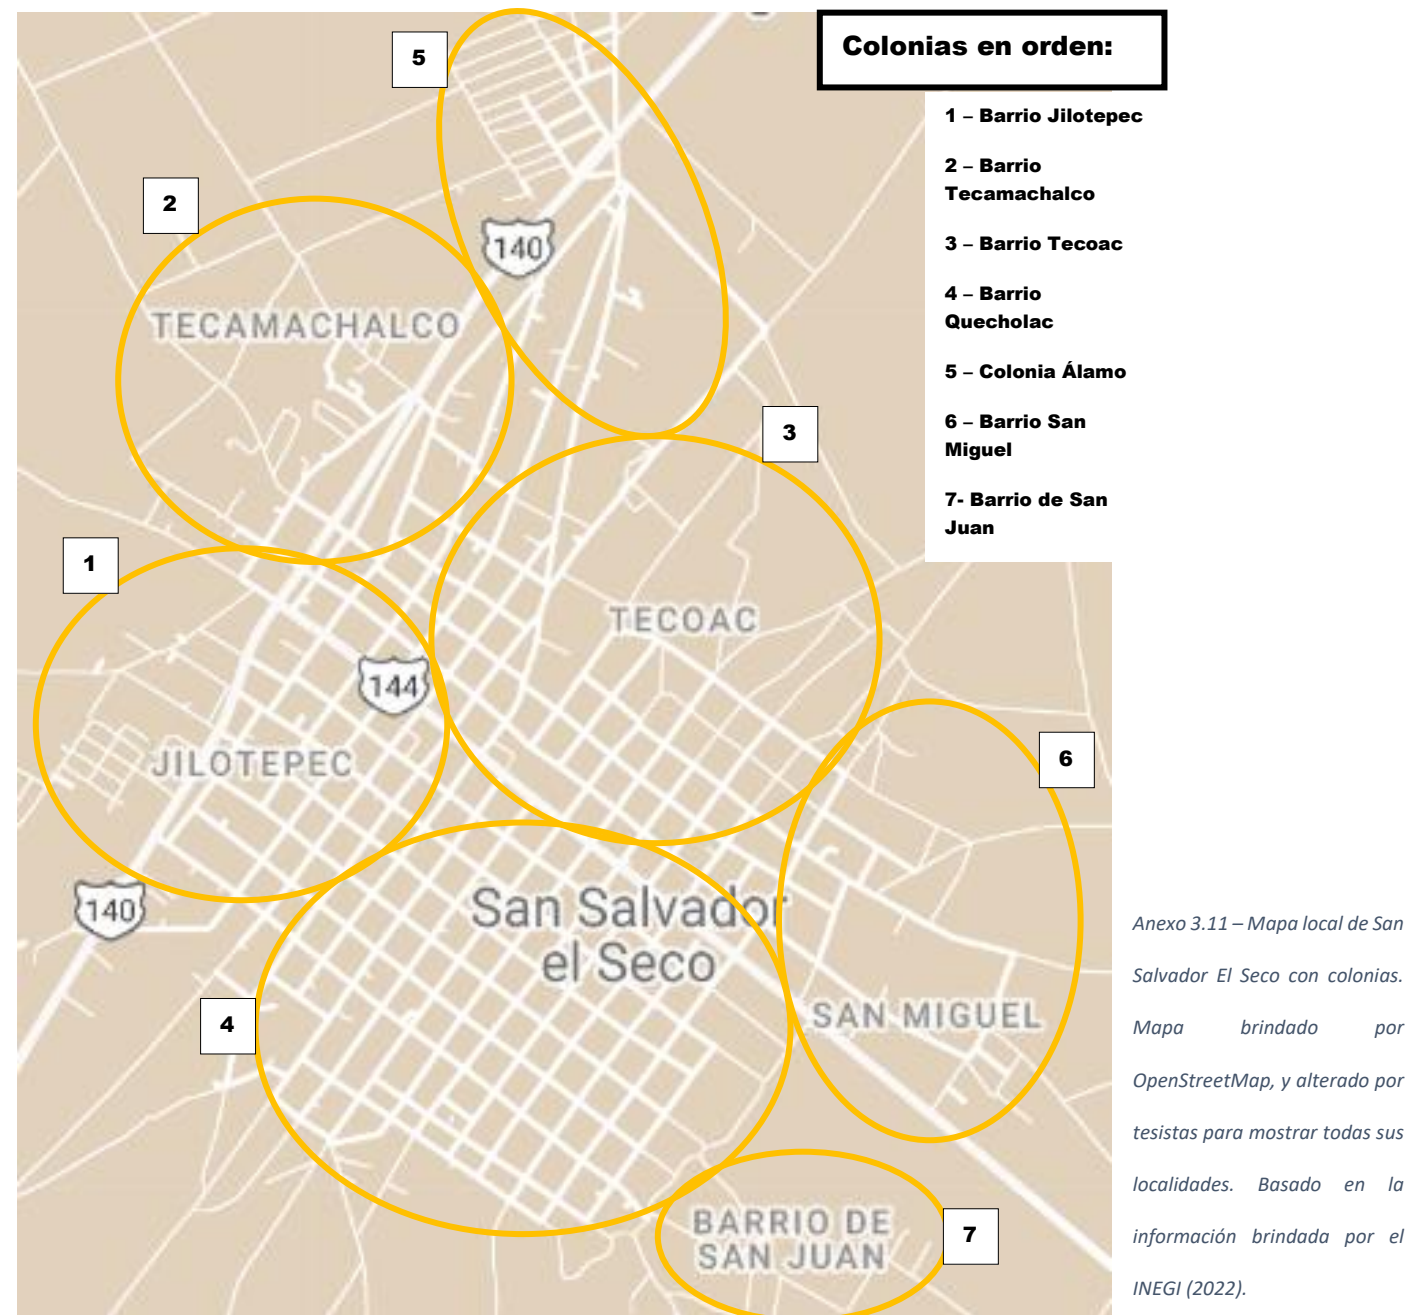 Colonias en orden:
1 – Barrio Jilotepec
2 – Barrio
Tecamachalco
3 – Barrio Tecoac
4 – Barrio
Quecholac
5 – Colonia Álamo
6 – Barrio San
Miguel
7- Barrio de San
Juan
5
2
140
TECAMACHALCO
3
1
TECOAC
144
JILOTEPEC
6
140
San Salvador
el Seco
4
SAN MIGUEL
BARRIO DE
SAN JUAN
7
Anexo 3.11 – Mapa local de San
Salvador El Seco con colonias.
Mapa brindado por
OpenStreetMap, y alterado por
tesistas para mostrar todas sus
localidades. Basado en la
información brindada por el
INEGI (2022).